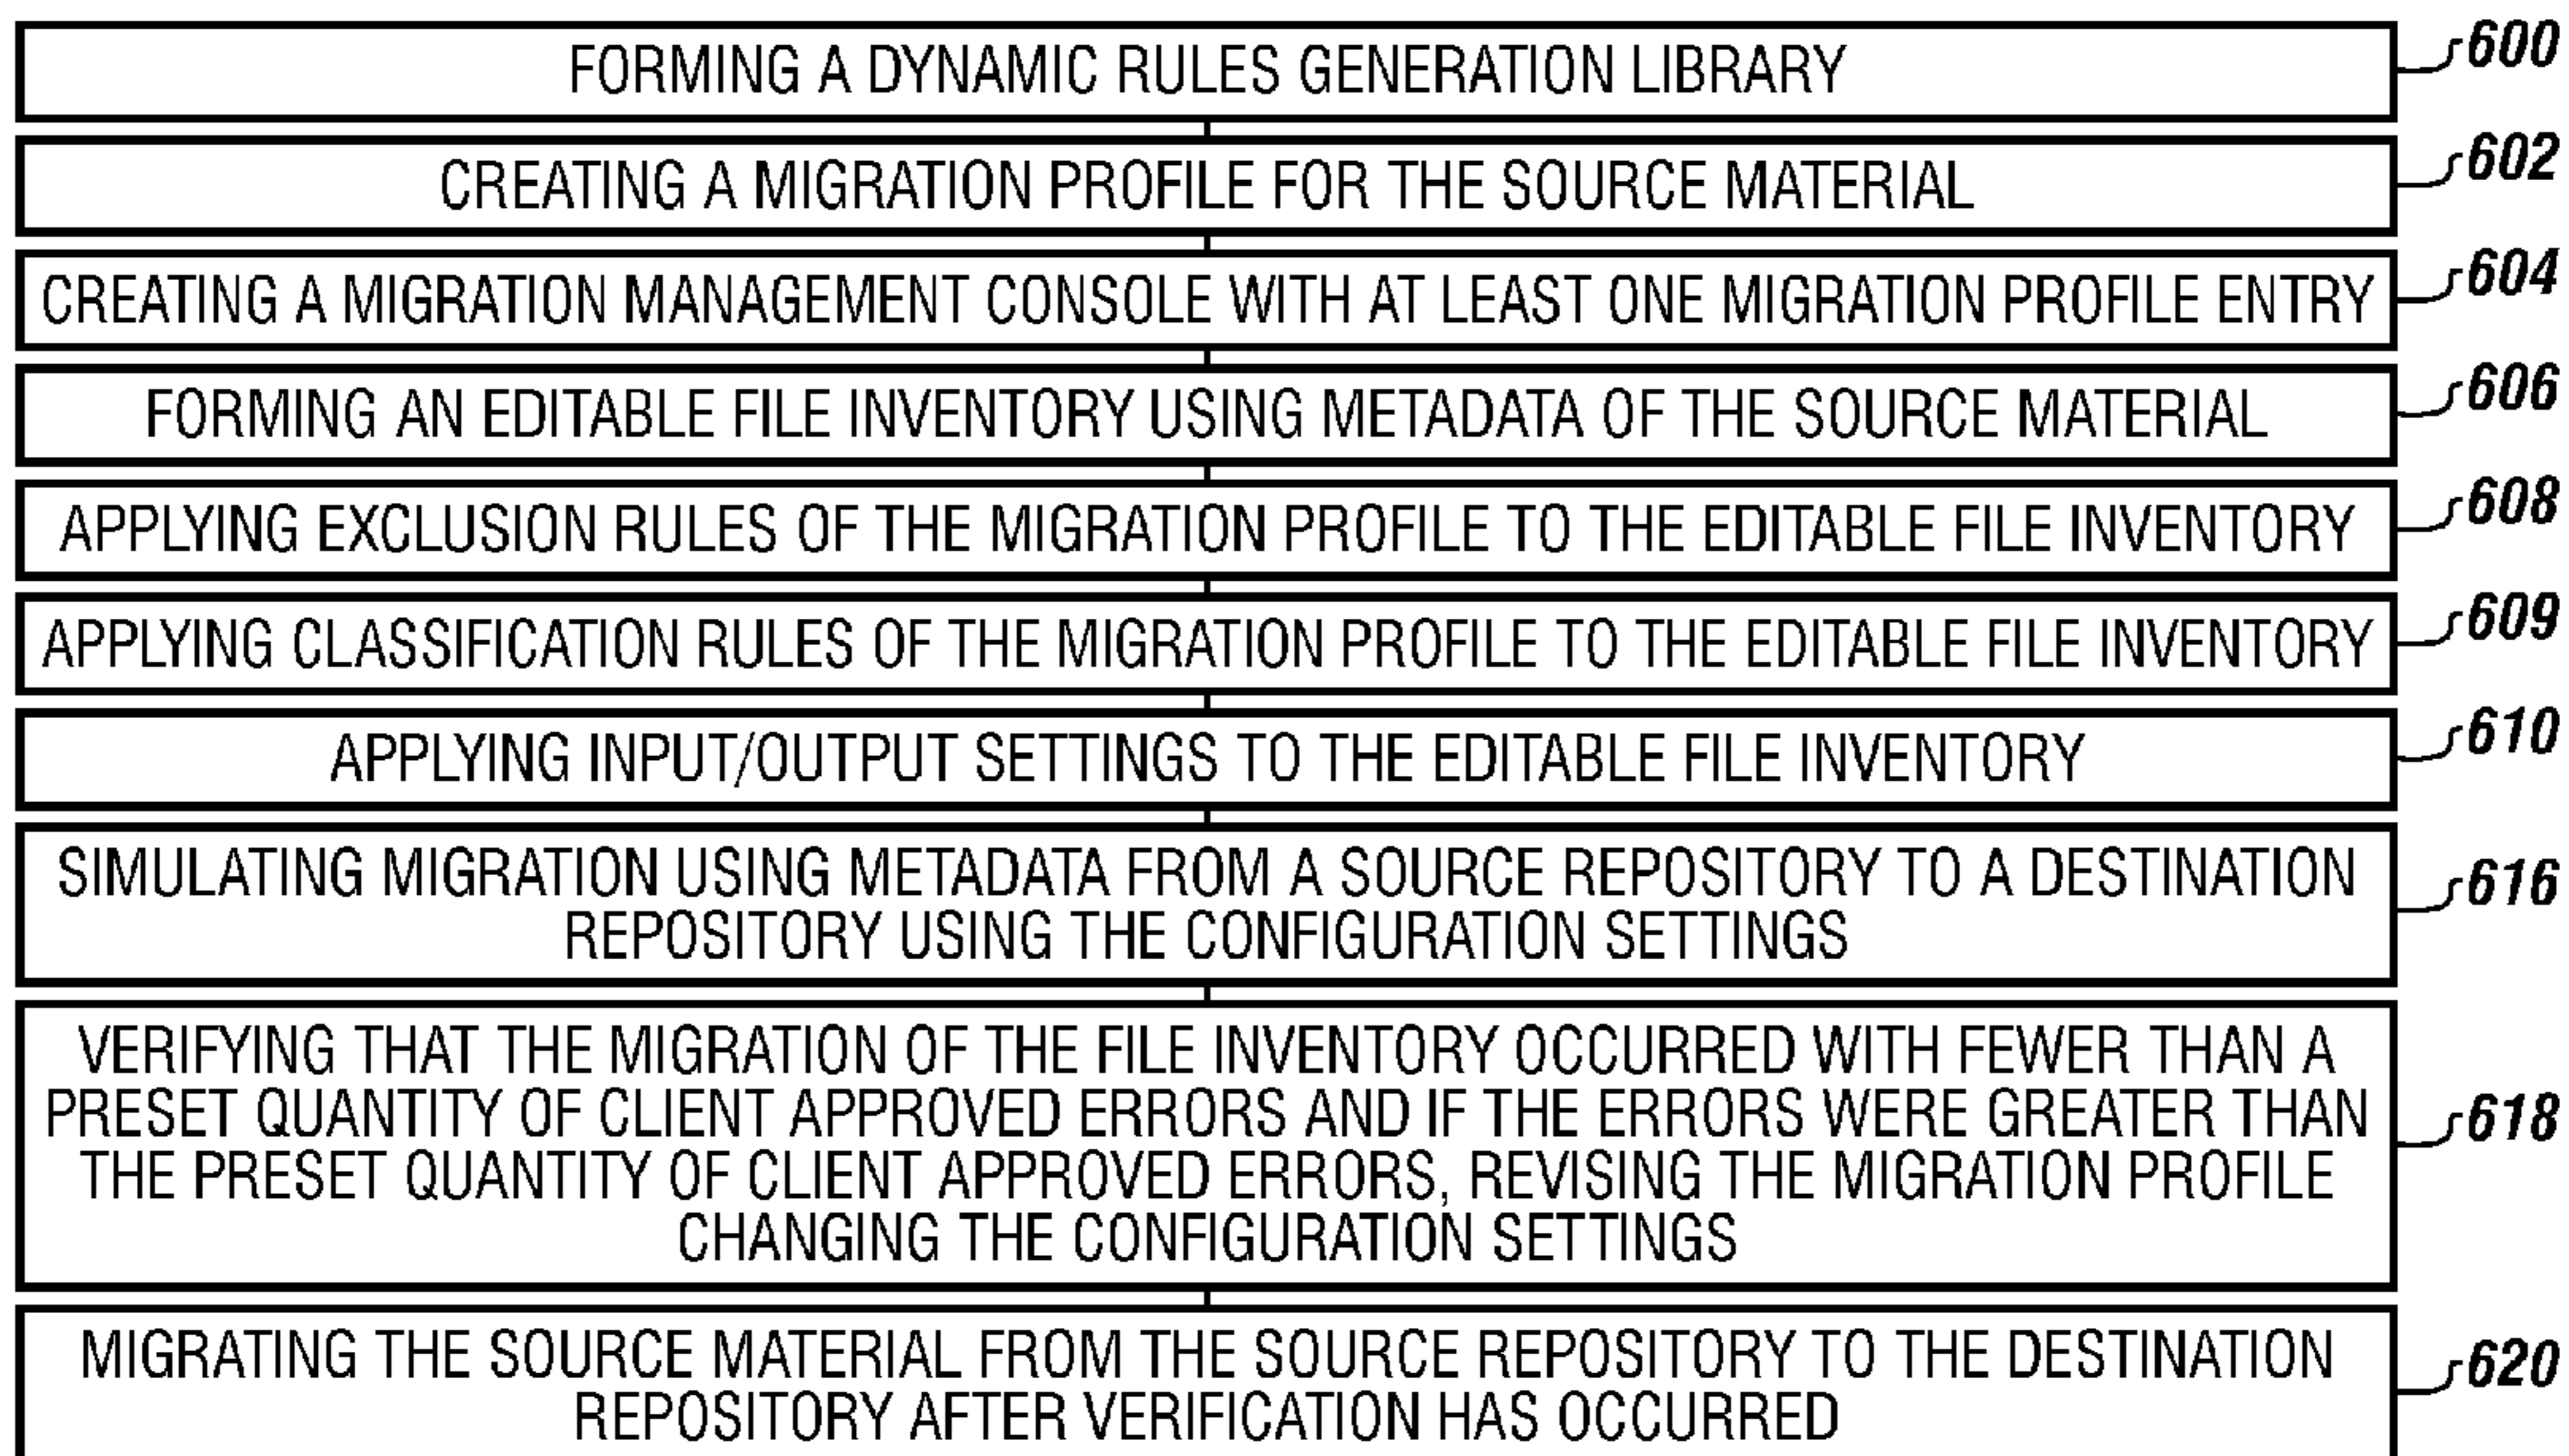 FORMING A DYNAMIC RULES GENERATION LIBRARY
600
CREATING A MIGRATION PROFILE FOR THE SOURCE MATERIAL
602
CREATING A MIGRATION MANAGEMENT CONSOLE WITH AT LEAST ONE MIGRATION PROFILE ENTRY
604
FORMING AN EDITABLE FILE INVENTORY USING METADATA OF THE SOURCE MATERIAL
606
APPLYING EXCLUSION RULES OF THE MIGRATION PROFILE TO THE EDITABLE FILE INVENTORY
608
APPLYING CLASSIFICATION RULES OF THE MIGRATION PROFILE TO THE EDITABLE FILE INVENTORY
609
APPLYING INPUT/OUTPUT SETTINGS TO THE EDITABLE FILE INVENTORY
610
SIMULATING MIGRATION USING METADATA FROM A SOURCE REPOSITORY TO A DESTINATION
REPOSITORY USING THE CONFIGURATION SETTINGS
616
VERIFYING THAT THE MIGRATION OF THE FILE INVENTORY OCCURRED WITH FEWER THAN A
PRESET QUANTITY OF CLIENT APPROVED ERRORS AND IF THE ERRORS WERE GREATER THAN
THE PRESET QUANTITY OF CLIENT APPROVED ERRORS, REVISING THE MIGRATION PROFILE
CHANGING THE CONFIGURATION SETTINGS
618
MIGRATING THE SOURCE MATERIAL FROM THE SOURCE REPOSITORY TO THE DESTINATION
REPOSITORY AFTER VERIFICATION HAS OCCURRED
620